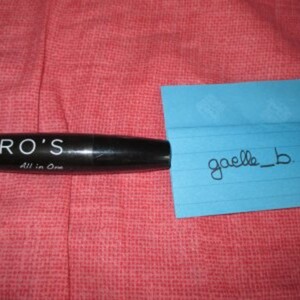 RO'S
All in One
gaelle_b.